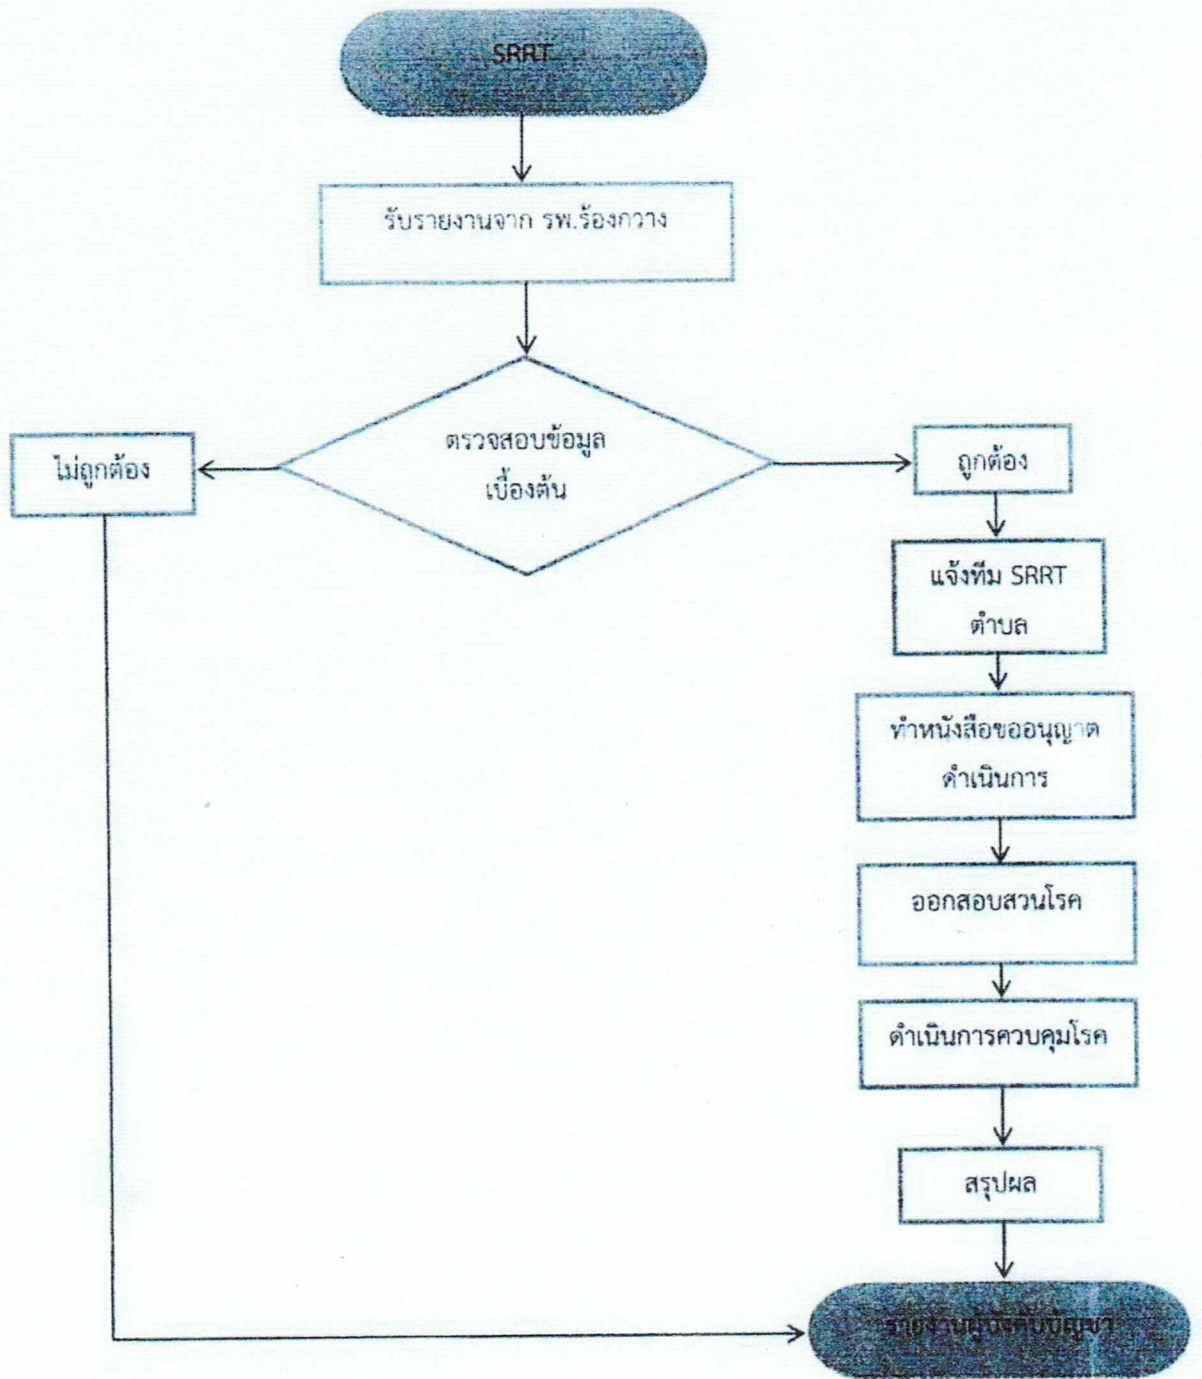 SRRT
รับรายงานจาก รพ.ร้องกวาง
ตรวจสอบข้อมูล
เบื้องต้น
ไม่ถูกต้อง
ถูกต้อง
แจ้งทีม SRRT
ตำบล
ทำหนังสือขออนุญาต
ดำเนินการ
ออกสอบสวนโรค
ดำเนินการควบคุมโรค
สรุปผล
รายงานผู้บังคับบัญชา